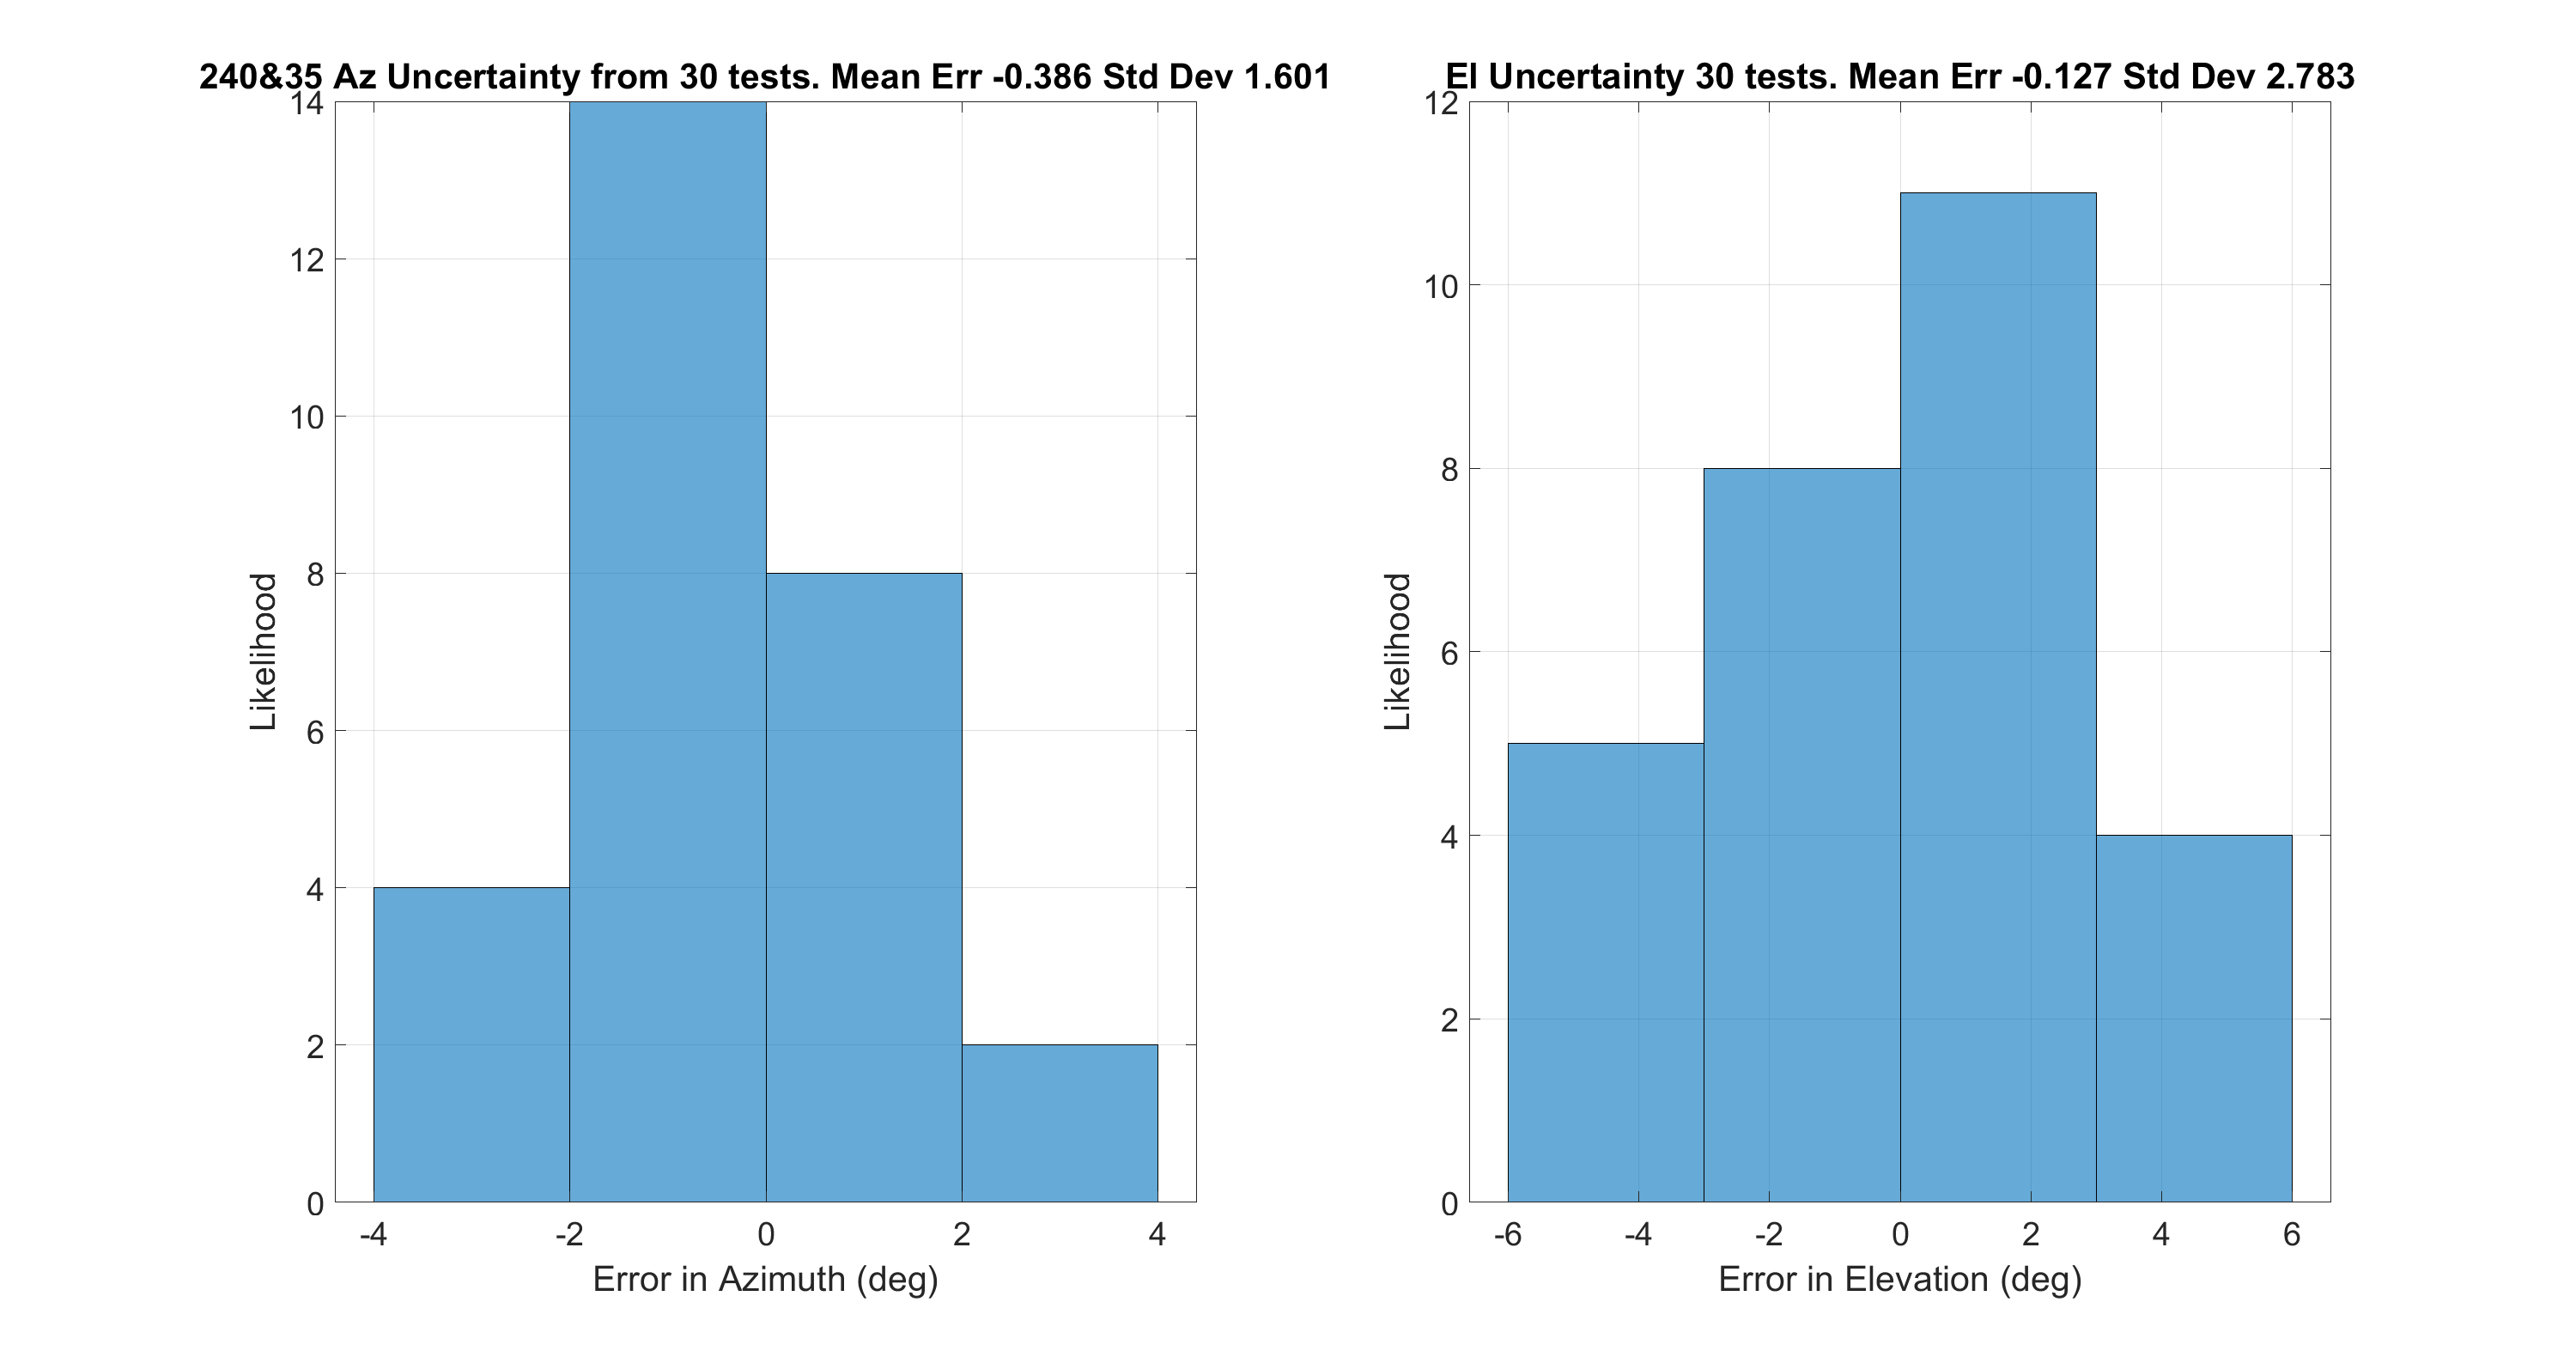 240&35 Az Uncertainty from 30 tests. Mean Err -0.386 Std Dev 1.601
14
12
10
8
6
4
2
0
Likelihood
-4 -2 0 2 4
Error in Azimuth (deg)
El Uncertainty 30 tests. Mean Err -0.127 Std Dev 2.783
12
10
8
6
4
2
0
Likelihood
-6 -4 -2 0 2 4 6
Error in Elevation (deg)